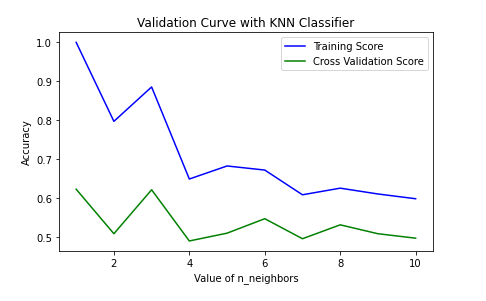 Validation Curve with KNN Classifier
Training Score
Cross Validation Score
Accuracy
1.0
0.9
0.8
0.7
0.6
0.5
2
4
6
8
10
Value of n_neighbors